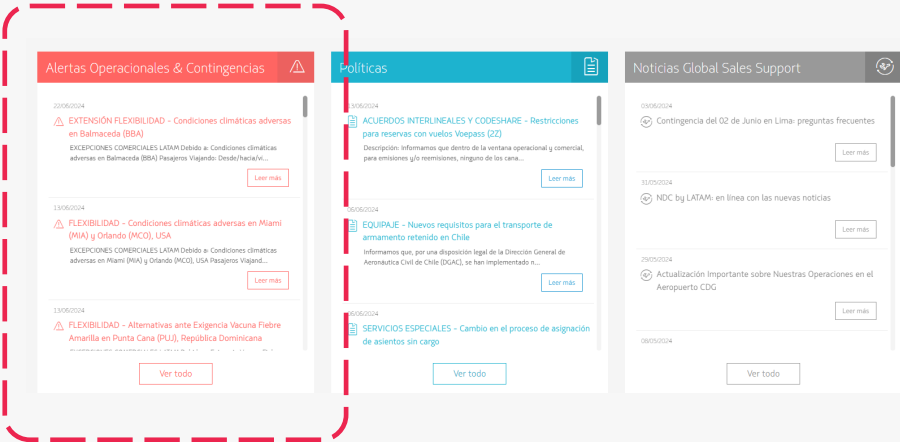 Alertas Operacionales & Contingencias
22/06/2024
EXTENSIÓN FLEXIBILIDAD - Condiciones climáticas adversas
en Balmaceda (BBA)
EXCEPCIONES COMERCIALES LATAM Debido a: Condiciones climáticas
adversas en Balmaceda (BBA) Pasajeros Viajando: Desde/hacia/vi...
Leer más
13/06/2024
FLEXIBILIDAD - Condiciones climáticas adversas en Miami
(MIA) y Orlando (MCO), USA
EXCEPCIONES COMERCIALES LATAM Debido a: Condiciones climáticas
adversas en Miami (MIA) y Orlando (MCO), USA Pasajeros Viajand...
Leer más
13/06/2024
FLEXIBILIDAD - Alternativas ante Exigencia Vacuna Fiebre
Amarilla en Punta Cana (PUJ), República Dominicana
Ver todo
Políticas
13/06/2024
ACUERDOS INTERLINEALES Y CODESHARE - Restricciones
para reservas con vuelos Voepass (2Z)
Descripción: Informamos que dentro de la ventana operacional y comercial,
para emisiones y/o reemisiones, ninguno de los cana...
Leer más
06/06/2024
EQUIPAJE - Nuevos requisitos para el transporte de
armamento retenido en Chile
Informamos que, por una disposición legal de la Dirección General de
Aeronáutica Civil de Chile (DGAC), se han implementado n...
Leer más
06/06/2024
SERVICIOS ESPECIALES - Cambio en el proceso de asignación
de asientos sin cargo
Ver todo
Noticias Global Sales Support
03/06/2024
Contingencia del 02 de Junio en Lima: preguntas frecuentes
Leer más
31/05/2024
NDC by LATAM: en línea con las nuevas noticias
Leer más
29/05/2024
Actualización Importante sobre Nuestras Operaciones en el
Aeropuerto CDG
Leer más
08/05/2024
Ver todo